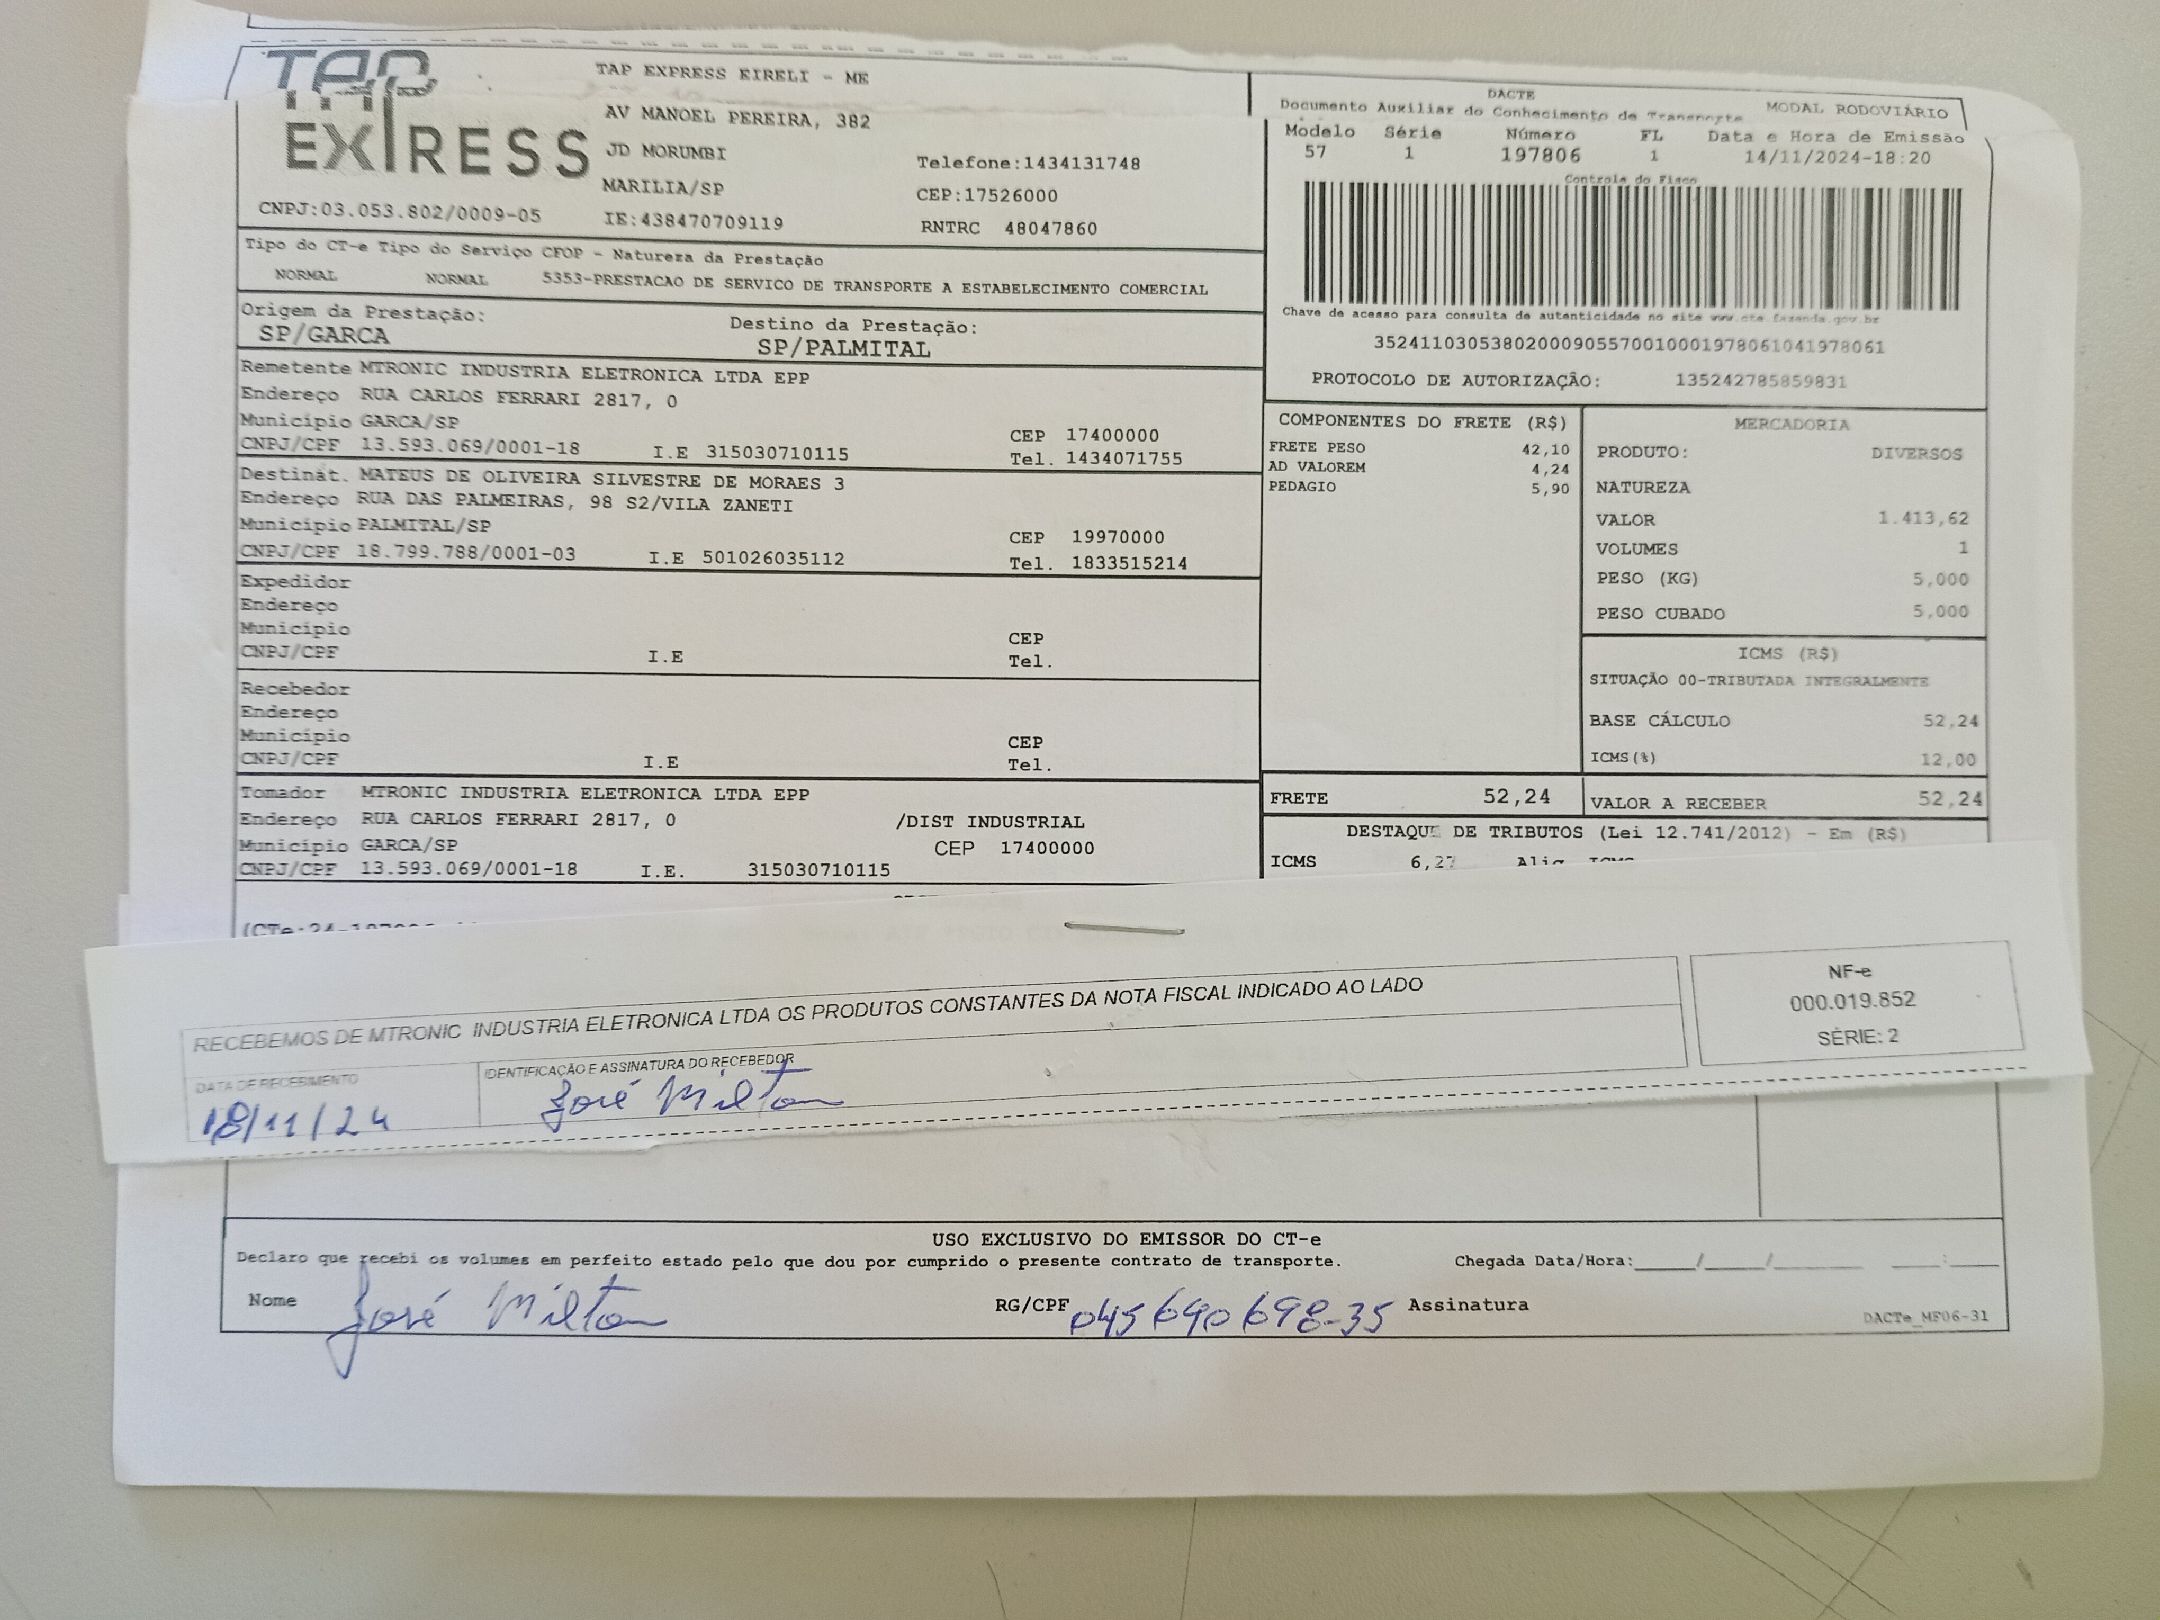 TAP EXPRESS
TAP EXPRESS EIRELI - ME
AV MANOEL PEREIRA, 382
JD MORUMBI
MARILIA/SP
CNPJ:03.053.802/0009-05 IE:438470709119
Telefone:1434131748
CEP:17526000
RNTRC 48047860
DACTE
Documento Auxiliar do Conhecimento de Transporte MODAL RODOVIÁRIO
Modelo Série Número FL Data e Hora de Emissão
57 1 197806 1 14/11/2024-18:20
Controle do Fisco
Chave de acesso para consulta de autenticidade no site www.cte.fazenda.gov.br
35241103053802000905570010001978061041978061
PROTOCOLO DE AUTORIZAÇÃO: 135242785859831
Tipo do CT-e Tipo do Serviço CFOP - Natureza da Prestação
NORMAL NORMAL 5353-PRESTACAO DE SERVICO DE TRANSPORTE A ESTABELECIMENTO COMERCIAL
Origem da Prestação: Destino da Prestação:
SP/GARCA SP/PALMITAL
Remetente MTRONIC INDUSTRIA ELETRONICA LTDA EPP
Endereço RUA CARLOS FERRARI 2817, 0
Município GARCA/SP CEP 17400000
CNPJ/CPF 13.593.069/0001-18 I.E 315030710115 Tel. 1434071755
Destinat. MATEUS DE OLIVEIRA SILVESTRE DE MORAES 3
Endereço RUA DAS PALMEIRAS, 98 S2/VILA ZANETI
Município PALMITAL/SP CEP 19970000
CNPJ/CPF 18.799.788/0001-03 I.E 501026035112 Tel. 1833515214
Expedidor
Endereço
Município CEP
CNPJ/CPF I.E Tel.
Recebedor
Endereço
Município CEP
CNPJ/CPF I.E Tel.
Tomador MTRONIC INDUSTRIA ELETRONICA LTDA EPP
Endereço RUA CARLOS FERRARI 2817, 0 /DIST INDUSTRIAL
Município GARCA/SP CEP 17400000
CNPJ/CPF 13.593.069/0001-18 I.E. 315030710115
COMPONENTES DO FRETE (R$)
FRETE PESO 42,10
AD VALOREM 4,24
PEDAGIO 5,90
MERCADORIA
PRODUTO: DIVERSOS
NATUREZA
VALOR 1.413,62
VOLUMES 1
PESO (KG) 5,000
PESO CUBADO 5,000
ICMS (R$)
SITUAÇÃO 00-TRIBUTADA INTEGRALMENTE
BASE CÁLCULO 52,24
ICMS(%) 12,00
FRETE 52,24 VALOR A RECEBER 52,24
DESTAQUE DE TRIBUTOS (Lei 12.741/2012) - Em (R$)
ICMS 6,27 Aliq ICMS
RECEBEMOS DE MTRONIC INDUSTRIA ELETRONICA LTDA OS PRODUTOS CONSTANTES DA NOTA FISCAL INDICADO AO LADO
DATA DE RECEBIMENTO IDENTIFICAÇÃO E ASSINATURA DO RECEBEDOR
18/11/24 José Milton
NF-e
000.019.852
SÉRIE: 2
USO EXCLUSIVO DO EMISSOR DO CT-e
Declaro que recebi os volumes em perfeito estado pelo que dou por cumprido o presente contrato de transporte. Chegada Data/Hora:____/____/______ ___:___
Nome José Milton RG/CPF 045690698-35 Assinatura
DACTe_MF06-31